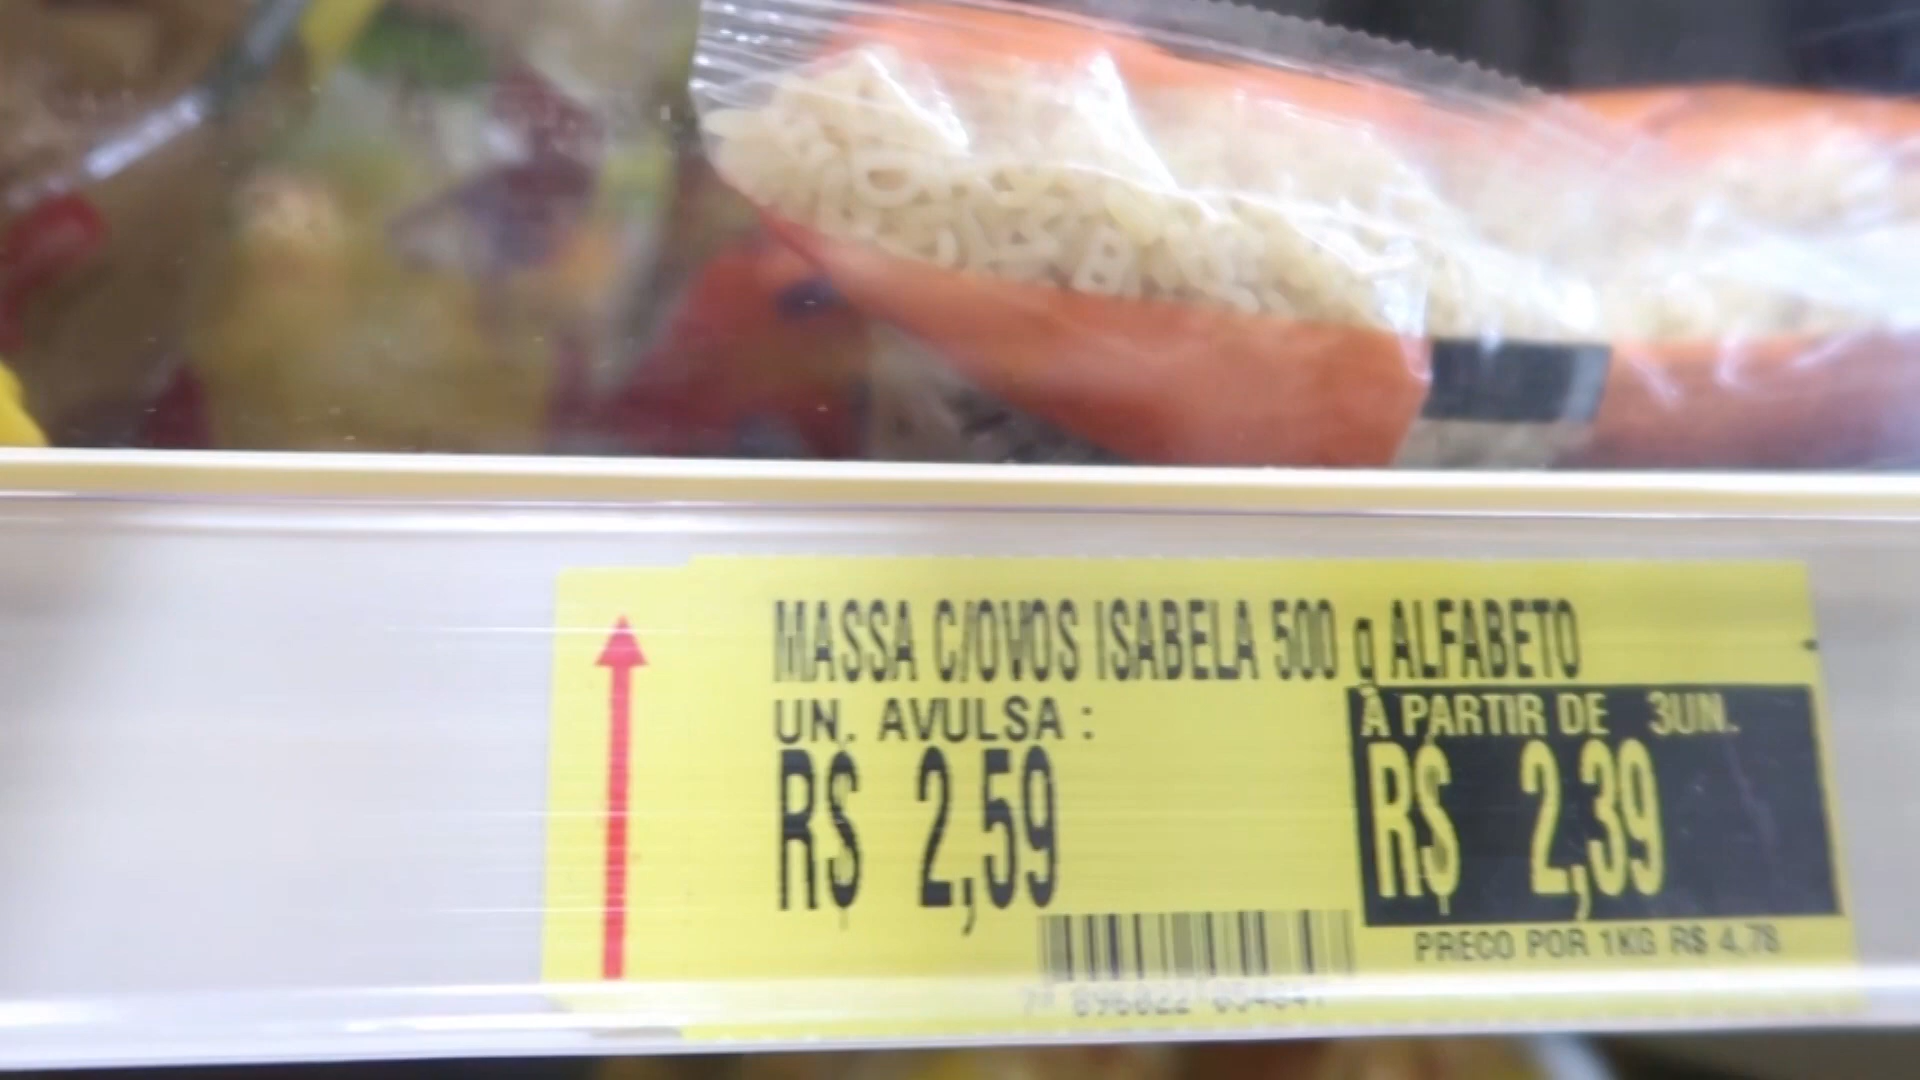 MASSA C/OVOS ISABELA 500 g ALFABETO
UN. AVULSA :
R$ 2,59
À PARTIR DE 3UN.
R$ 2,39
PRECO POR 1KG R$ 4,78